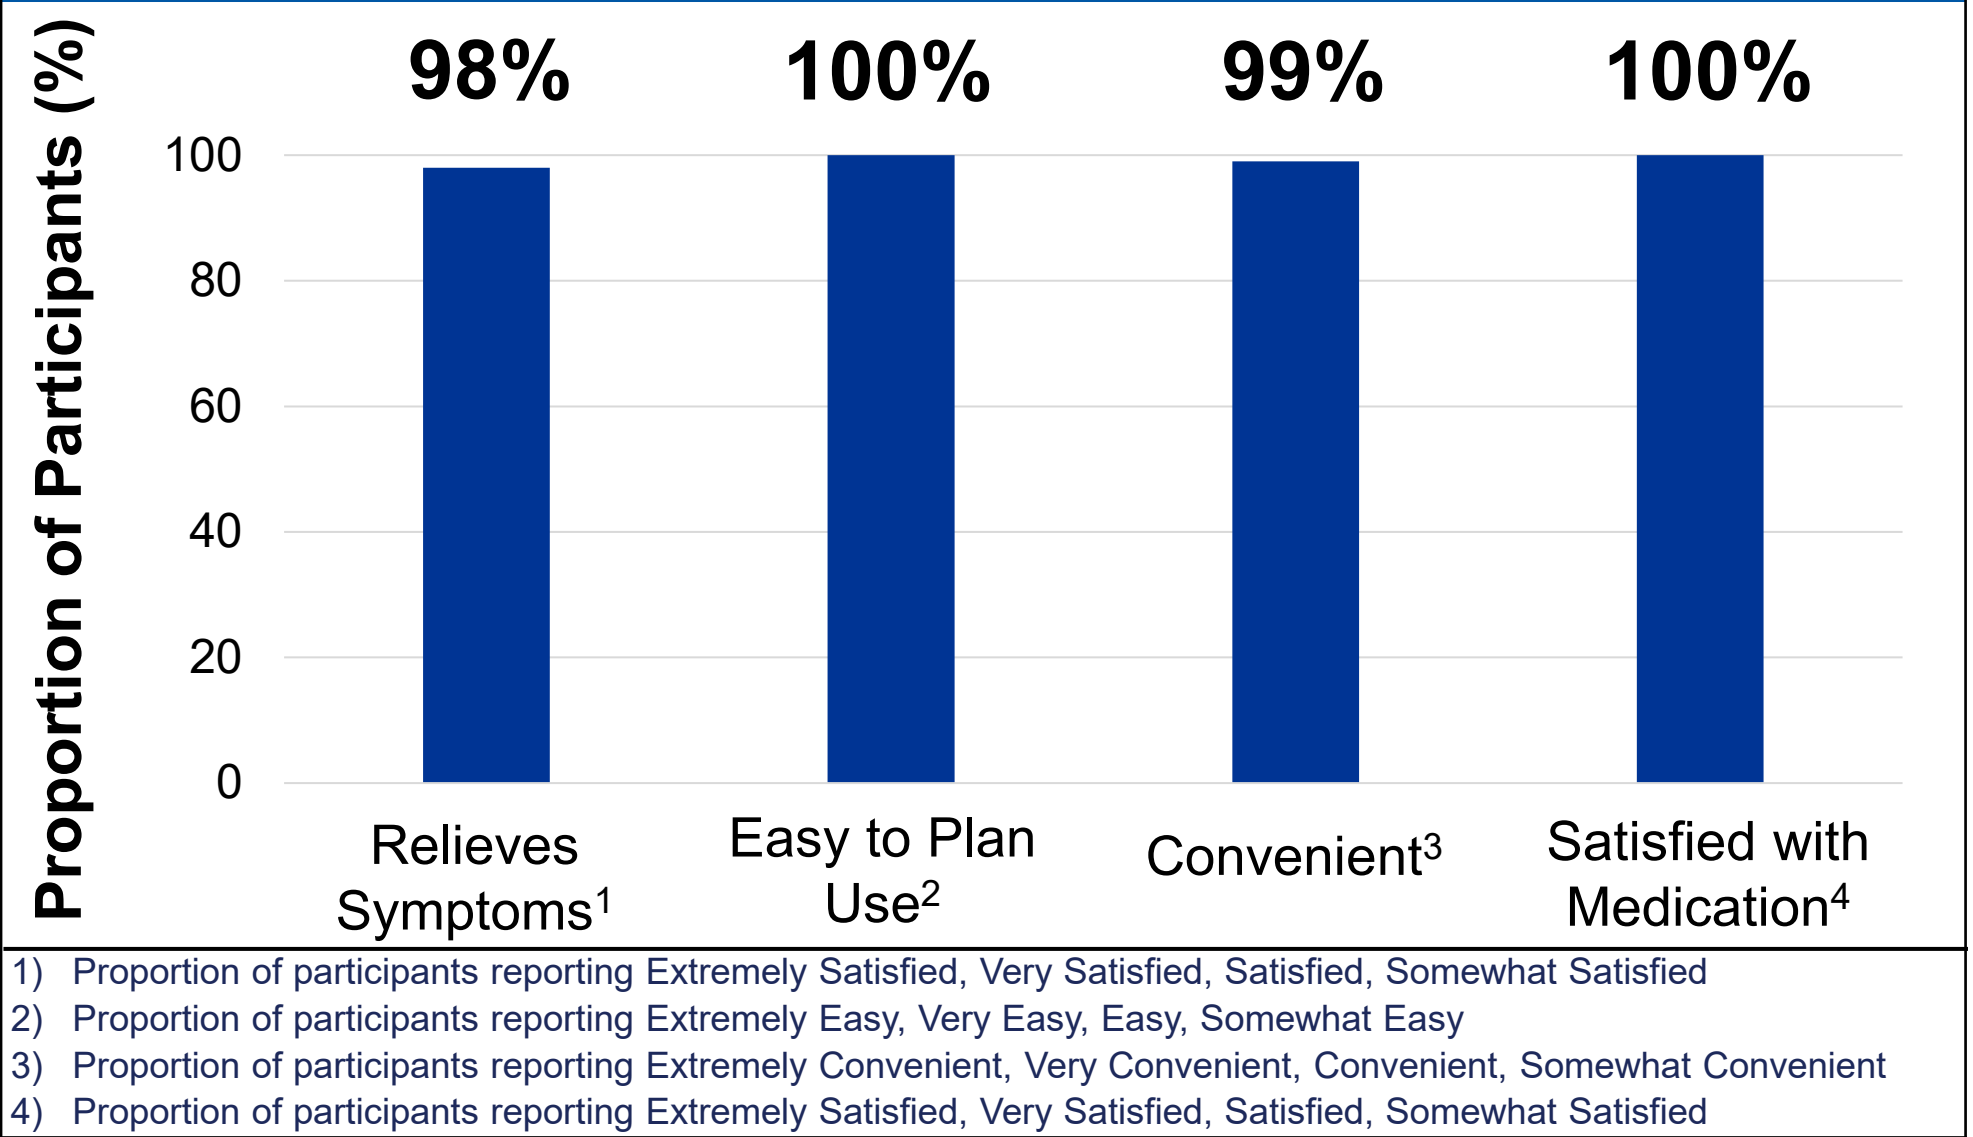 Proportion of Participants (%)
98% 100% 99% 100%
100
80
60
40
20
0
Relieves
Symptoms¹
Easy to Plan
Use²
Convenient³
Satisfied with
Medication⁴
1) Proportion of participants reporting Extremely Satisfied, Very Satisfied, Satisfied, Somewhat Satisfied
2) Proportion of participants reporting Extremely Easy, Very Easy, Easy, Somewhat Easy
3) Proportion of participants reporting Extremely Convenient, Very Convenient, Convenient, Somewhat Convenient
4) Proportion of participants reporting Extremely Satisfied, Very Satisfied, Satisfied, Somewhat Satisfied